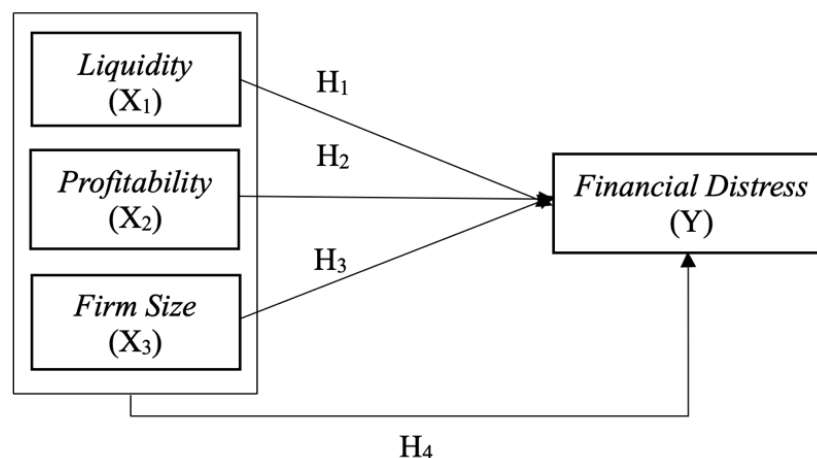 Liquidity
(X₁)
H₁
Profitability
(X₂)
H₂
Financial Distress
(Y)
Firm Size
(X₃)
H₃
H₄